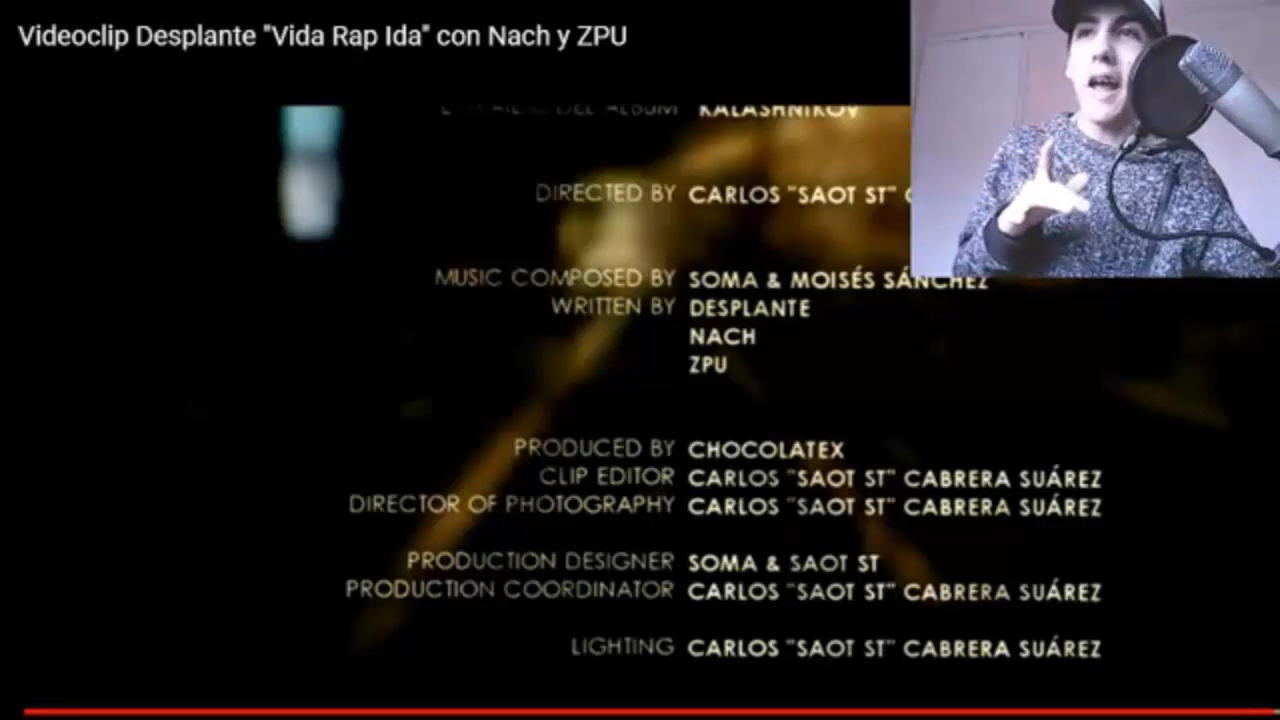 Videoclip Desplante "Vida Rap Ida" con Nach y ZPU
DEL ALBUM KALASHNIKOV
DIRECTED BY CARLOS "SAOT ST"
MUSIC COMPOSED BY SOMA & MOISÉS SÁNCHEZ
WRITTEN BY DESPLANTE
NACH
ZPU
PRODUCED BY CHOCOLATEX
CLIP EDITOR CARLOS "SAOT ST" CABRERA SUÁREZ
DIRECTOR OF PHOTOGRAPHY CARLOS "SAOT ST" CABRERA SUÁREZ
PRODUCTION DESIGNER SOMA & SAOT ST
PRODUCTION COORDINATOR CARLOS "SAOT ST" CABRERA SUÁREZ
LIGHTING CARLOS "SAOT ST" CABRERA SUÁREZ